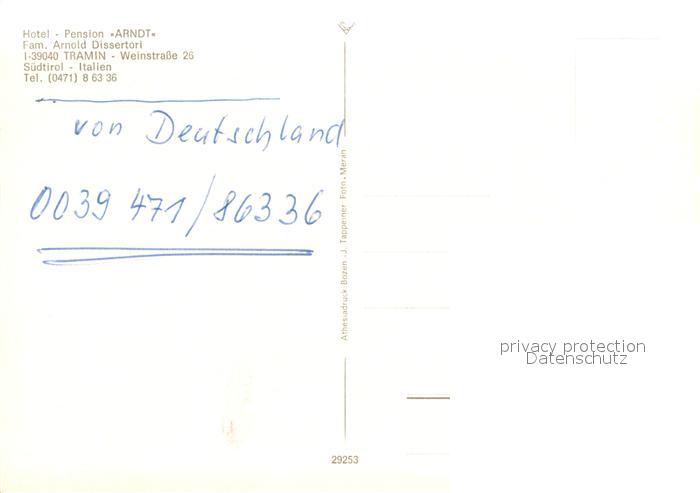 Hotel - Pension »ARNDT«
Fam. Arnold Dissertori
I-39040 TRAMIN - Weinstraße 26
Südtirol - Italien
Tel. (0471) 8 63 36
von Deutschland
0039 471/86336
Athesiadruck Bozen - J. Tappeiner Foto, Meran
privacy protection
Datenschutz
29253